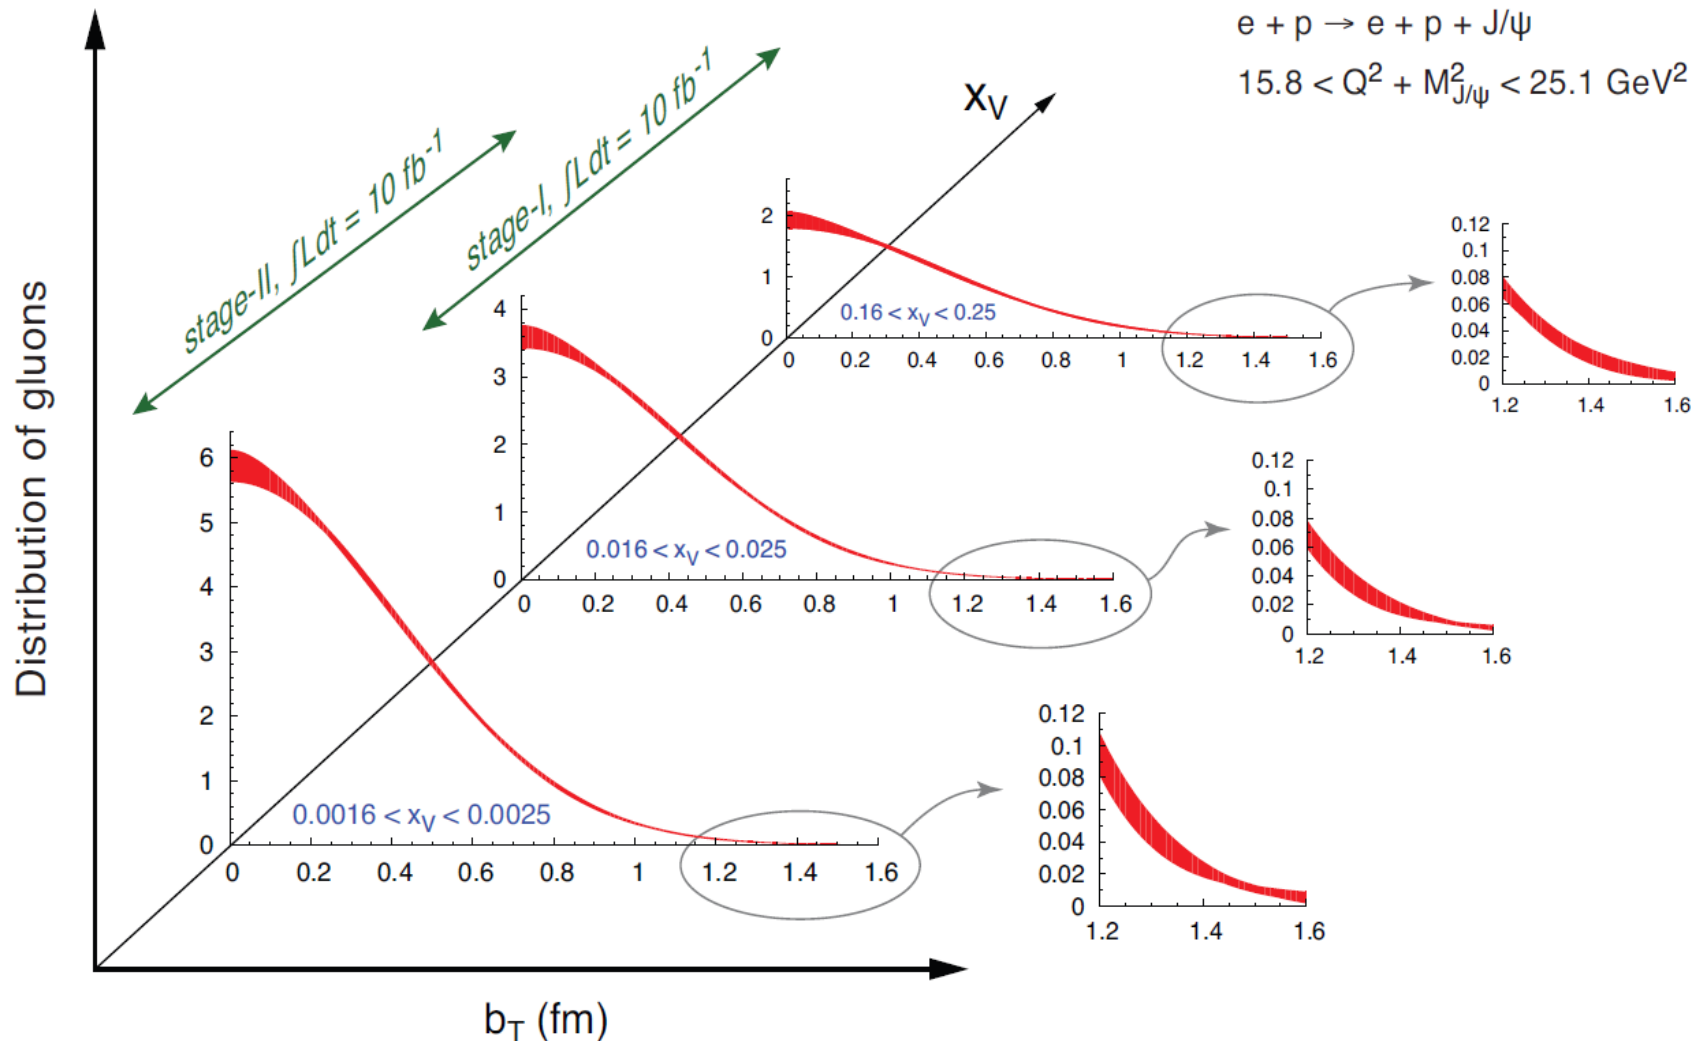 e + p → e + p + J/ψ
15.8 < Q² + M²J/ψ < 25.1 GeV²
xV
stage-II, ∫Ldt = 10 fb⁻¹
stage-I, ∫Ldt = 10 fb⁻¹
Distribution of gluons
2
1
0
0.16 < xV < 0.25
0 0.2 0.4 0.6 0.8 1 1.2 1.4 1.6
0.12
0.1
0.08
0.06
0.04
0.02
0
1.2 1.4 1.6
4
3
2
1
0
0.016 < xV < 0.025
0 0.2 0.4 0.6 0.8 1 1.2 1.4 1.6
0.12
0.1
0.08
0.06
0.04
0.02
0
1.2 1.4 1.6
6
5
4
3
2
1
0
0.0016 < xV < 0.0025
0 0.2 0.4 0.6 0.8 1 1.2 1.4 1.6
0.12
0.1
0.08
0.06
0.04
0.02
0
1.2 1.4 1.6
bT (fm)